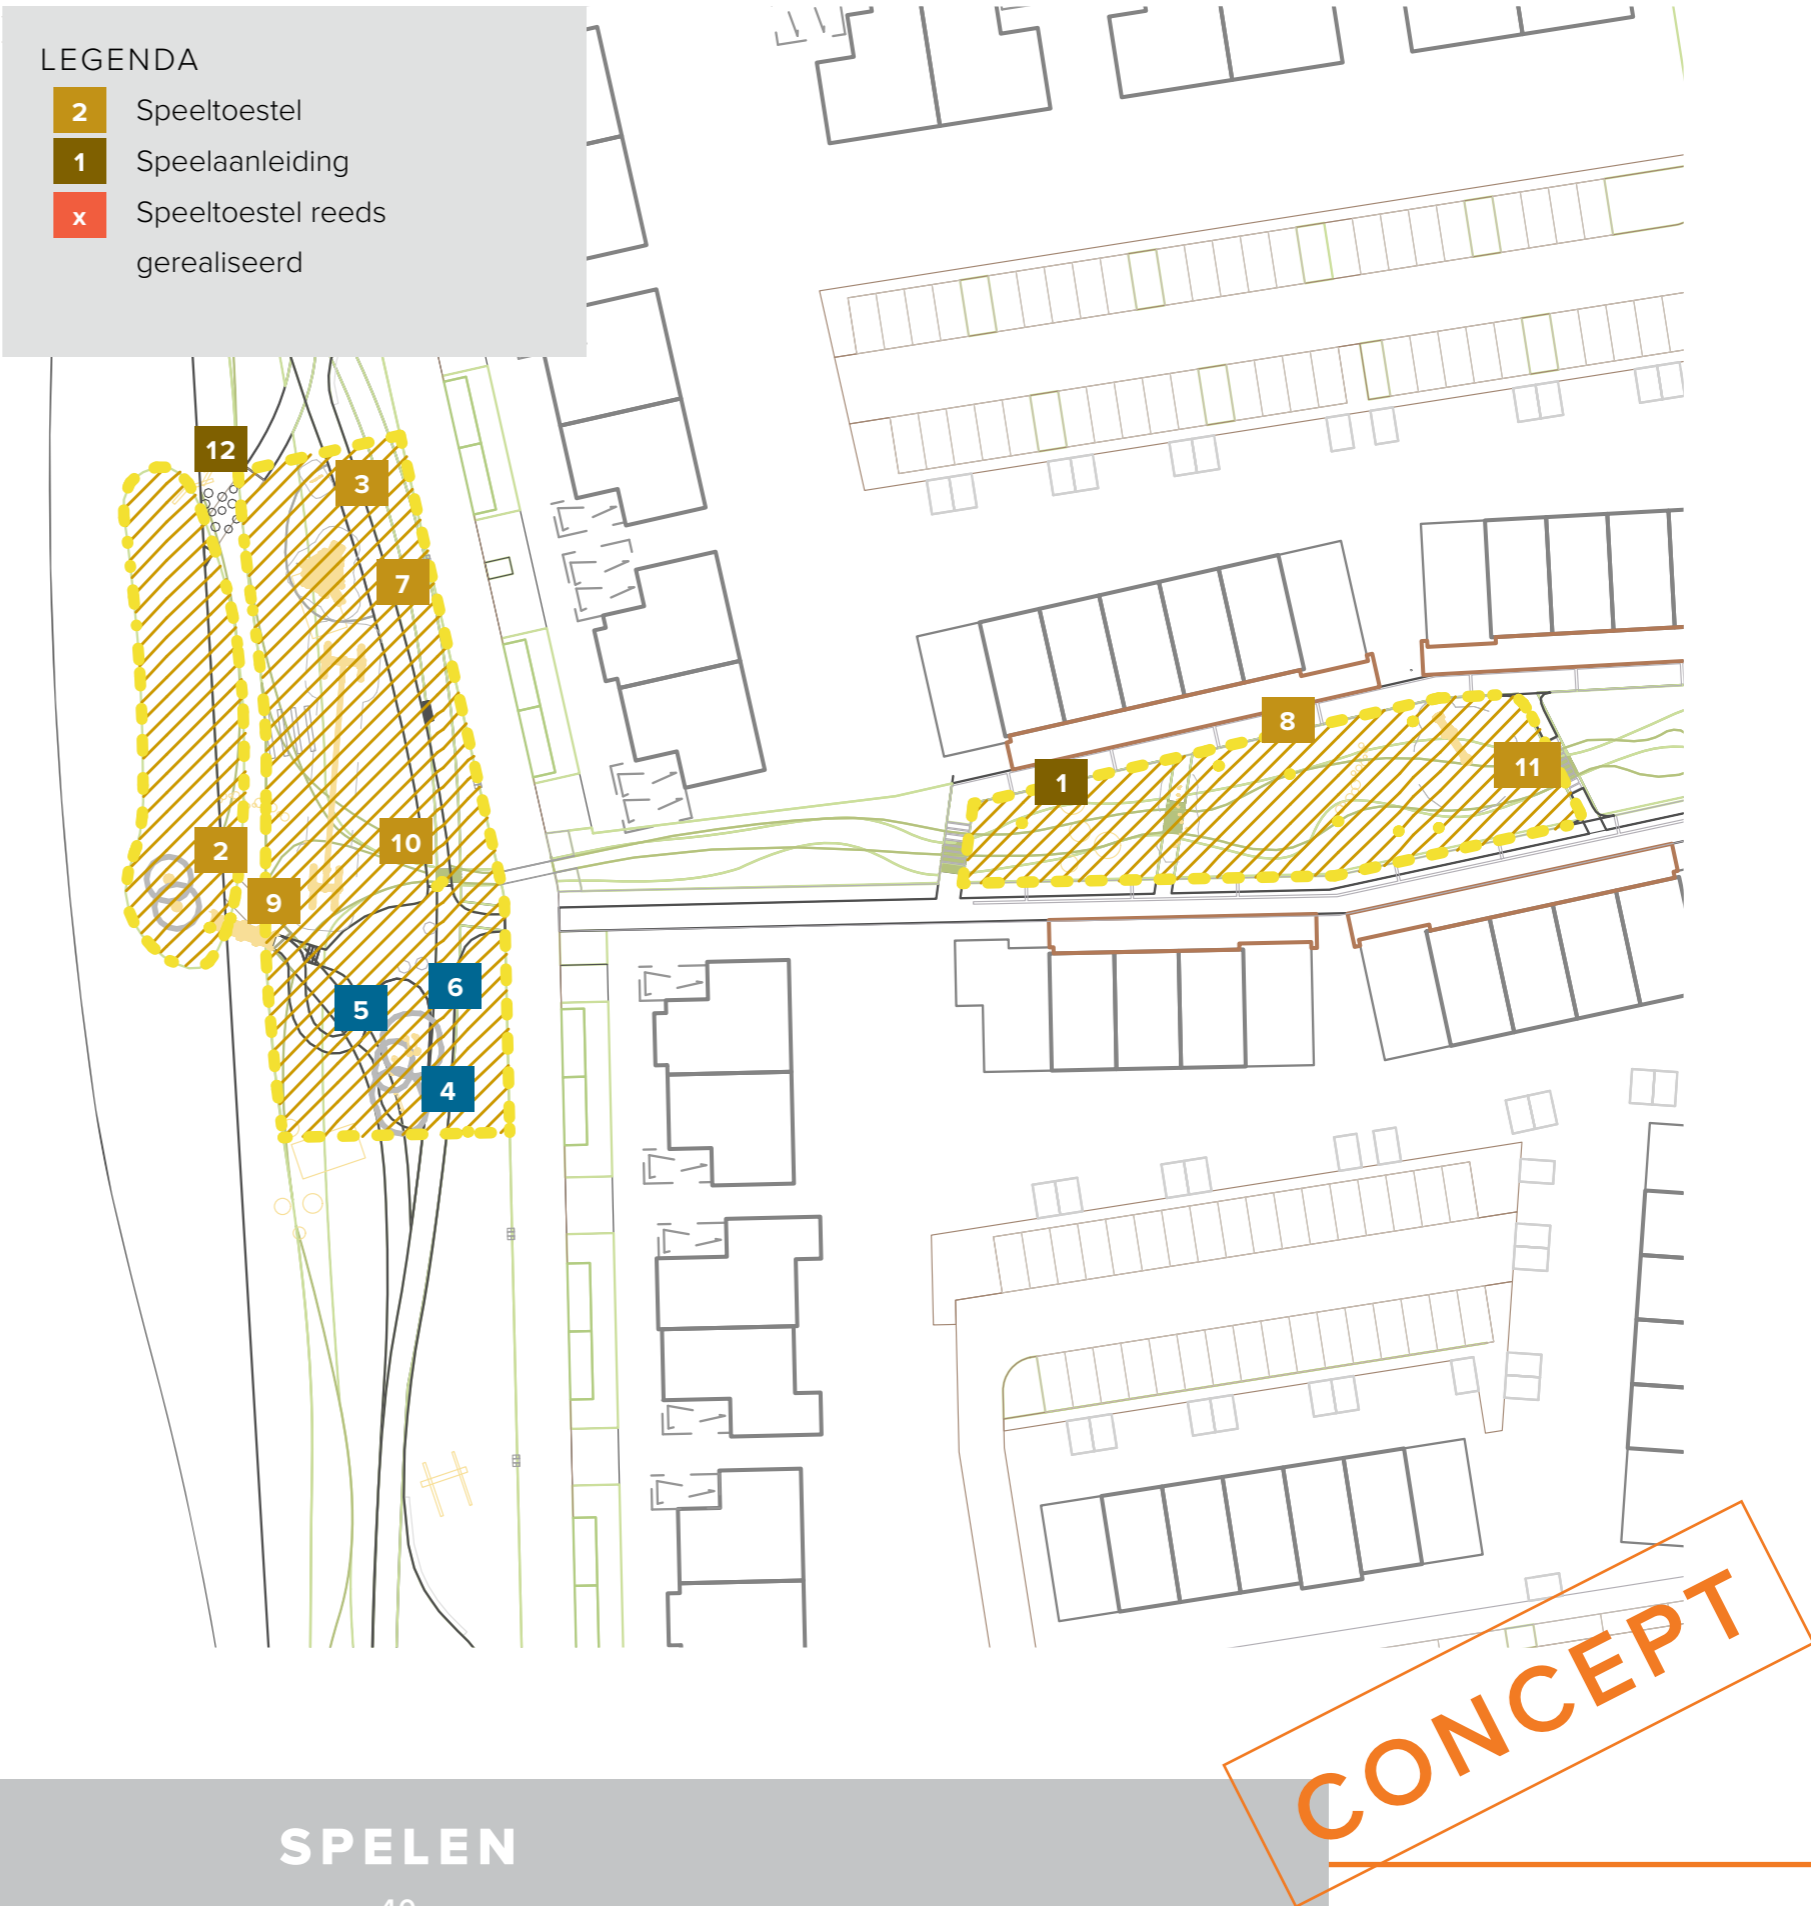 LEGENDA
2 Speeltoestel
1 Speelaanleiding
x Speeltoestel reeds
gerealiseerd
12
3
7
8
11
1
10
2
9
6
5
4
CONCEPT
SPELEN